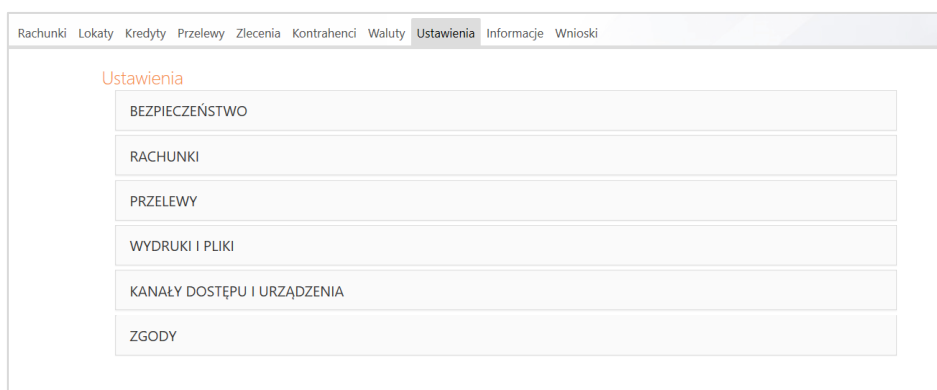 Rachunki Lokaty Kredyty Przelewy Zlecenia Kontrahenci Waluty Ustawienia Informacje Wnioski
Ustawienia
BEZPIECZEŃSTWO
RACHUNKI
PRZELEWY
WYDRUKI I PLIKI
KANAŁY DOSTĘPU I URZĄDZENIA
ZGODY